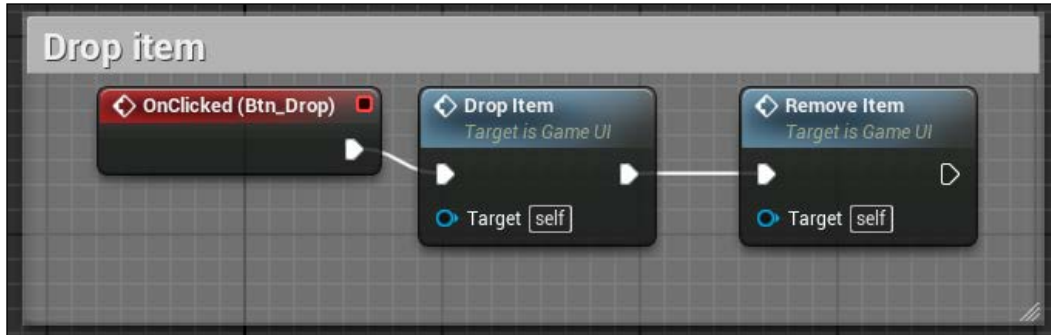 Drop item
OnClicked (Btn_Drop)
Drop Item
Target is Game UI
Target self
Remove Item
Target is Game UI
Target self